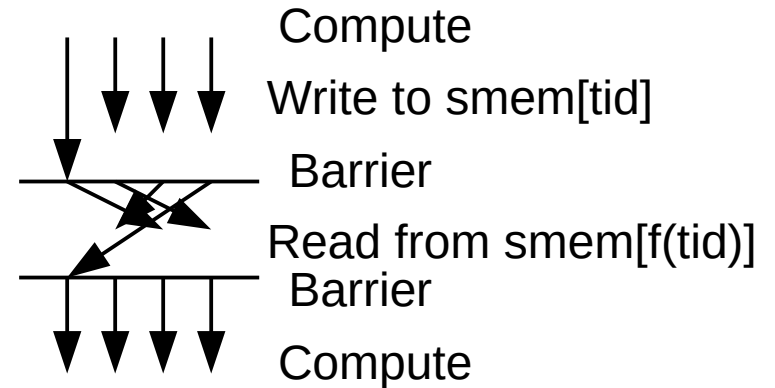 Compute
Write to smem[tid]
Barrier
Read from smem[f(tid)]
Barrier
Compute